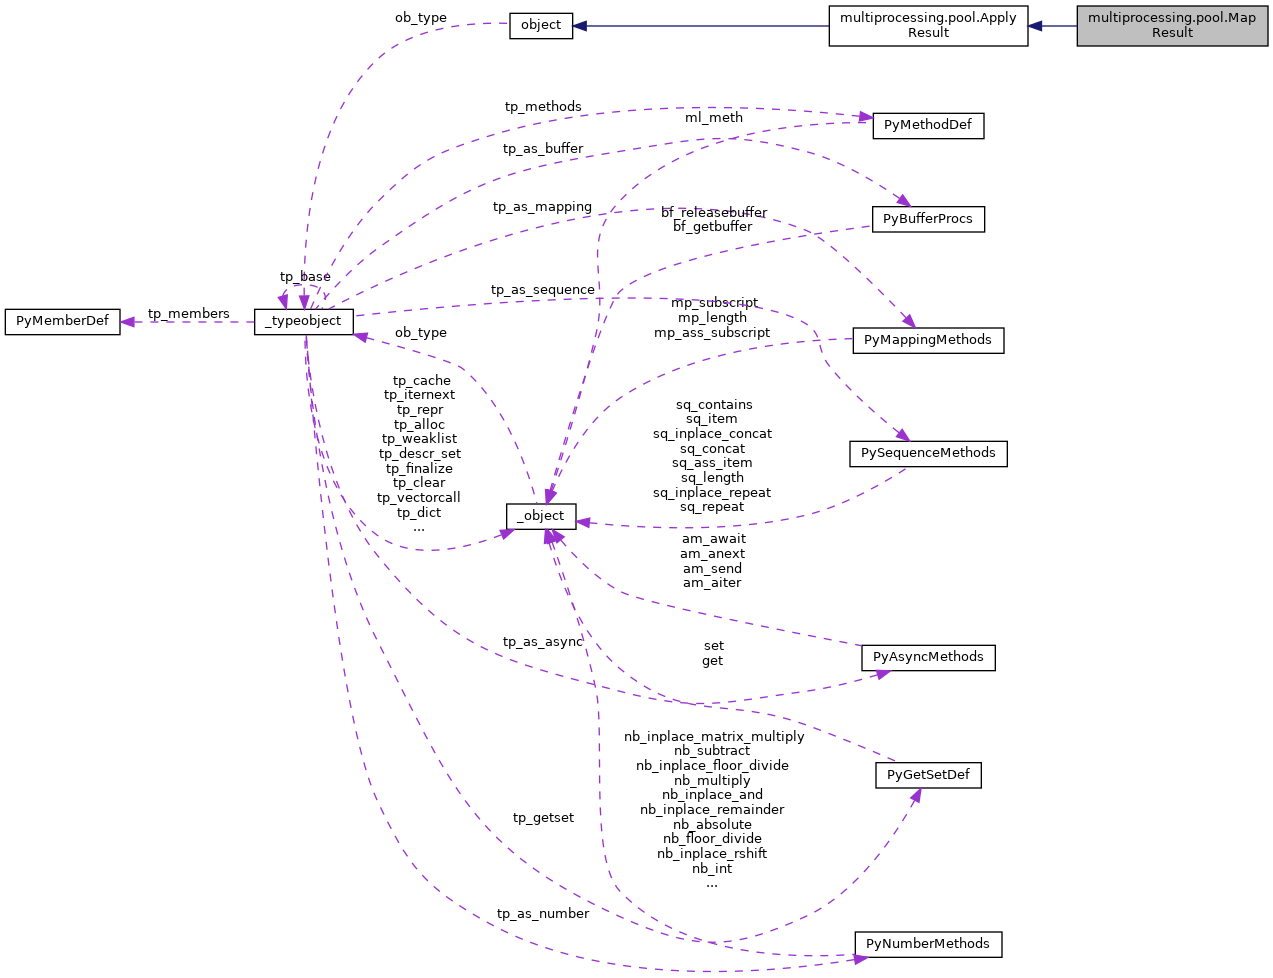 ob_type
object
multiprocessing.pool.Apply
Result
multiprocessing.pool.Map
Result
tp_methods
ml_meth
PyMethodDef
tp_as_buffer
tp_as_mapping
bf_releasebuffer
bf_getbuffer
PyBufferProcs
tp_base
tp_as_sequence
mp_subscript
mp_length
mp_ass_subscript
PyMemberDef
tp_members
_typeobject
ob_type
PyMappingMethods
tp_cache
tp_iternext
tp_repr
tp_alloc
tp_weaklist
tp_descr_set
tp_finalize
tp_clear
tp_vectorcall
tp_dict
...
sq_contains
sq_item
sq_inplace_concat
sq_concat
sq_ass_item
sq_length
sq_inplace_repeat
sq_repeat
PySequenceMethods
_object
am_await
am_anext
am_send
am_aiter
tp_as_async
set
get
PyAsyncMethods
nb_inplace_matrix_multiply
nb_subtract
nb_inplace_floor_divide
nb_multiply
nb_inplace_and
nb_inplace_remainder
nb_absolute
nb_floor_divide
nb_inplace_rshift
nb_int
...
PyGetSetDef
tp_getset
tp_as_number
PyNumberMethods